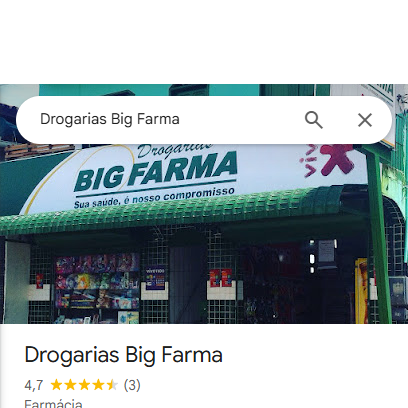 Drogarias Big Farma
Drogarias
BIG FARMA
Sua saúde, é nosso compromisso
Drogarias Big Farma
4,7 (3)
Farmácia